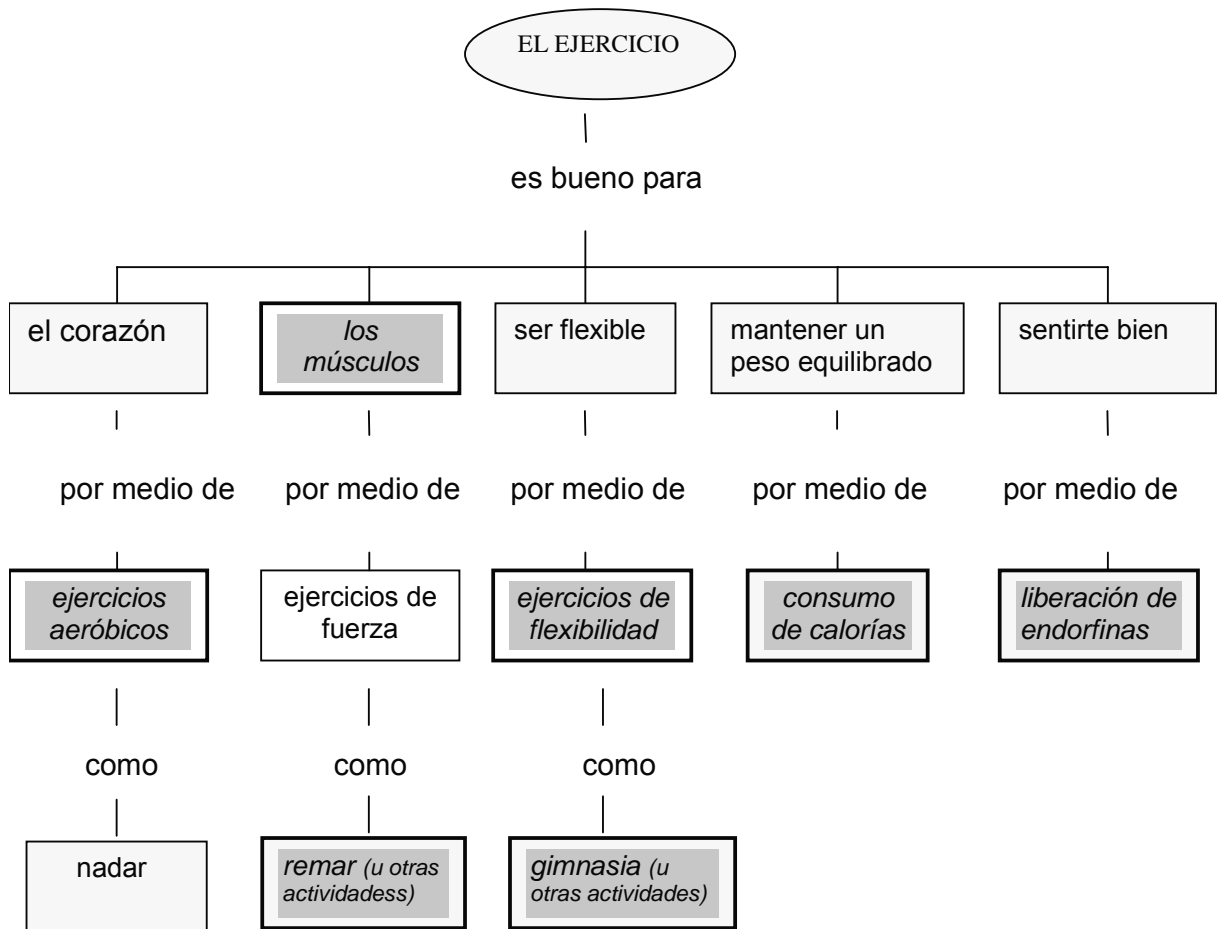 EL EJERCICIO
es bueno para
el corazón
los
músculos
ser flexible
mantener un
peso equilibrado
sentirte bien
por medio de
por medio de
por medio de
por medio de
por medio de
ejercicios
aeróbicos
ejercicios de
fuerza
ejercicios de
flexibilidad
consumo
de calorías
liberación de
endorfinas
como
como
como
nadar
remar (u otras
actividadess)
gimnasia (u
otras actividades)